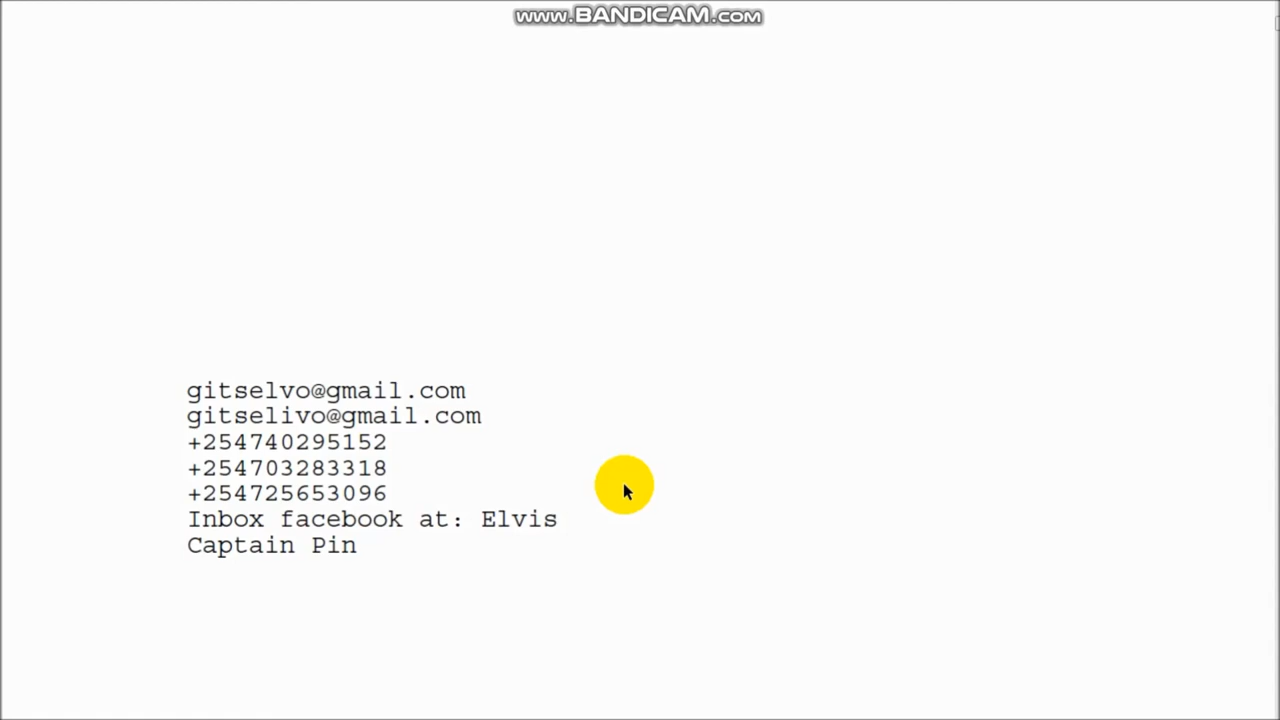 www.BANDICAM.com
gitselvo@gmail.com
gitselivo@gmail.com
+254740295152
+254703283318
+254725653096
Inbox facebook at: Elvis
Captain Pin